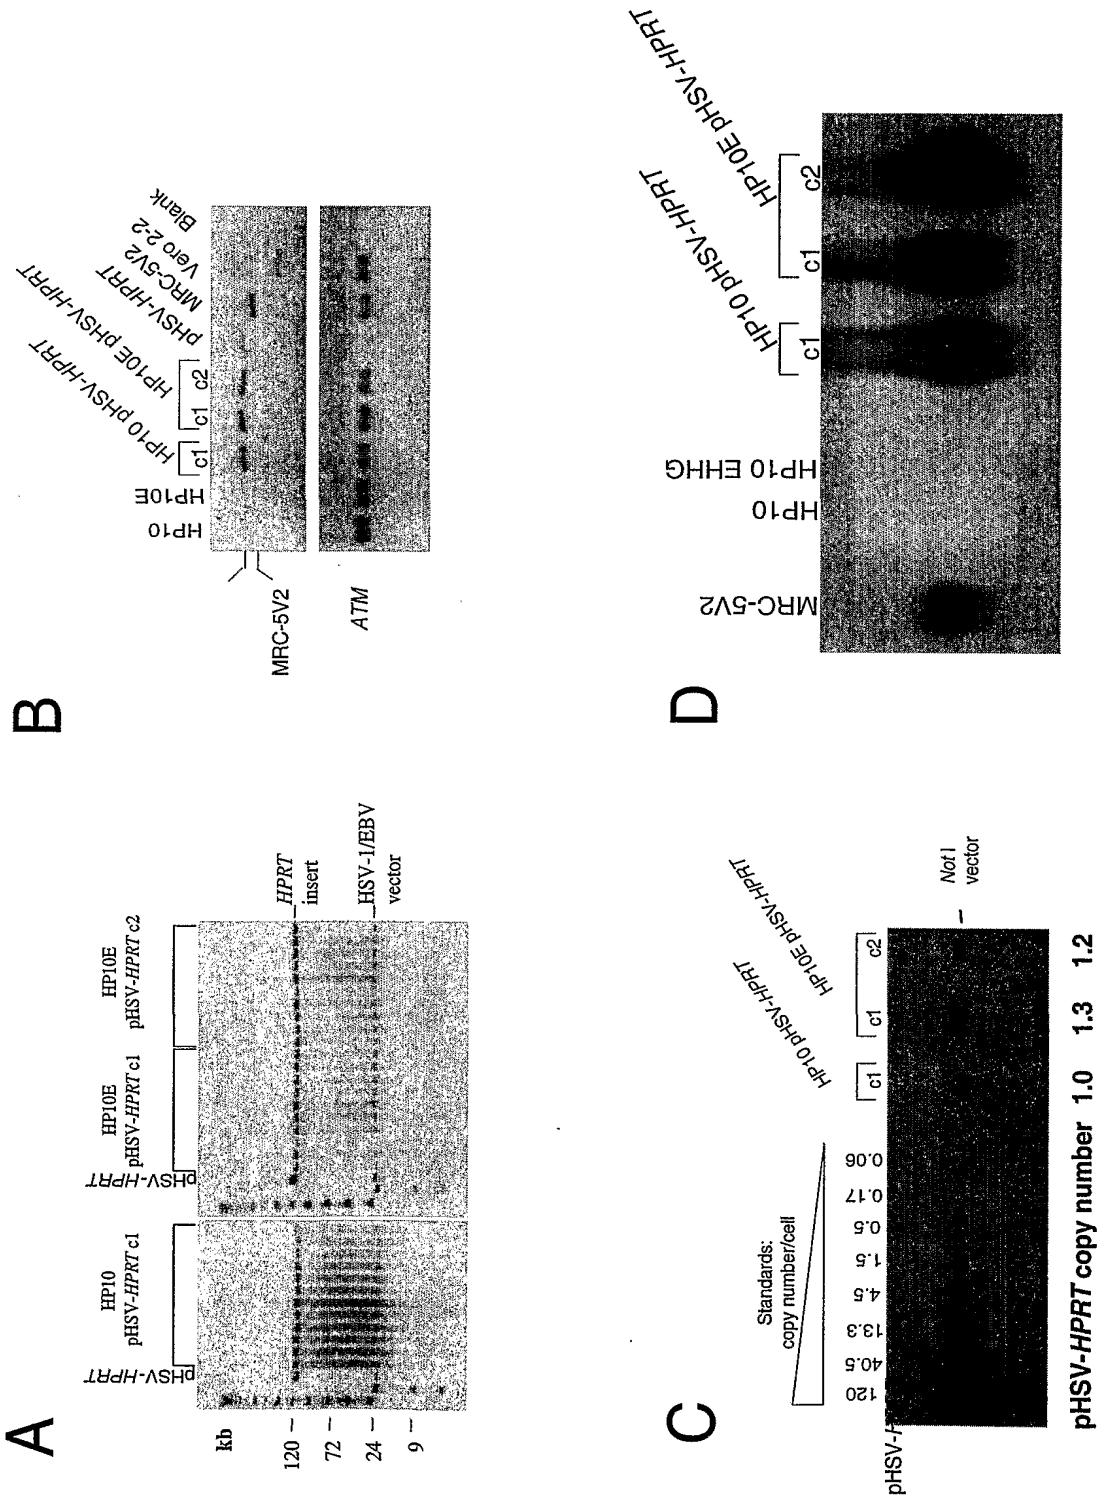 A
HP10
pHSV-HPRT c1
HP10E
pHSV-HPRT c1
HP10E
pHSV-HPRT c2
pHSV-HPRT
pHSV-HPRT
kb
120
72
24
9
HPRT
insert
HSV-1/EBV
vector
B
HP10
HP10E
HP10 pHSV-HPRT
c1
HP10E pHSV-HPRT
c1
c2
pHSV-HPRT
MRC-5V2
Vero 2-2
Blank
MRC-5V2
ATM
C
Standards:
copy number/cell
pHSV-H
120
40.5
13.3
4.5
1.5
0.5
0.17
0.06
HP10 pHSV-HPRT
c1
HP10E pHSV-HPRT
c1
c2
Not I
vector
pHSV-HPRT copy number 1.0 1.3 1.2
D
MRC-5V2
HP10
HP10 EHHG
HP10 pHSV-HPRT
c1
HP10E pHSV-HPRT
c1
c2